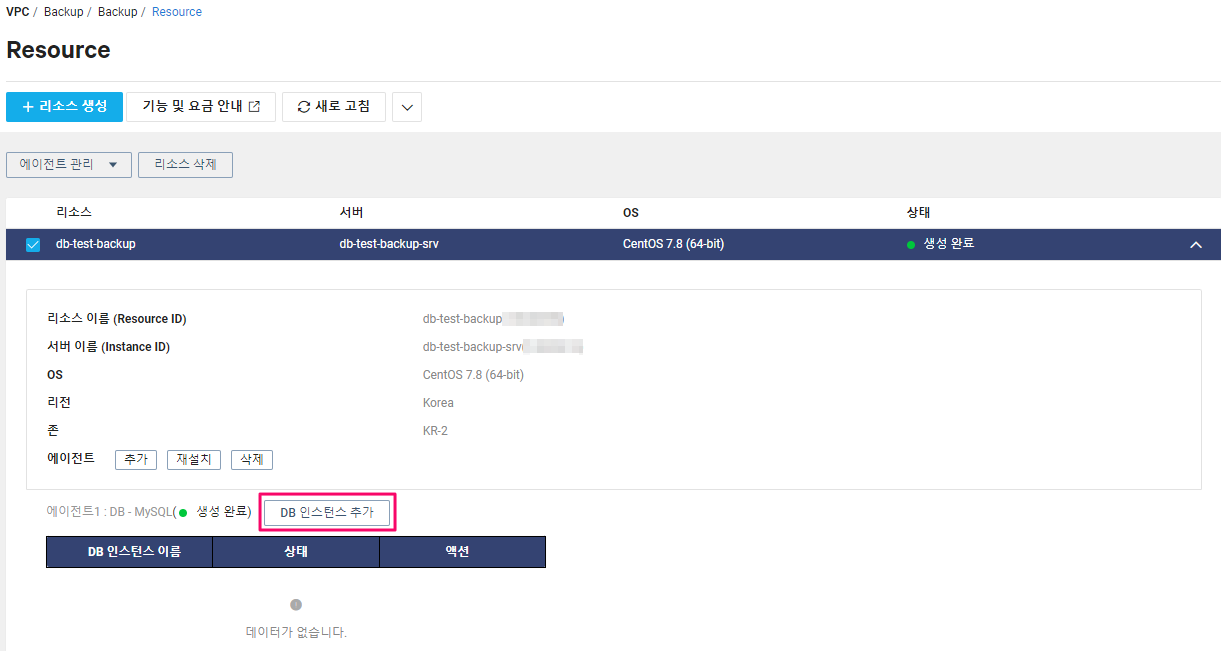 VPC / Backup / Backup / Resource
Resource
+ 리소스 생성 기능 및 요금 안내 새로 고침
에이전트 관리 리소스 삭제
리소스 서버 OS 상태
db-test-backup db-test-backup-srv CentOS 7.8 (64-bit) 생성 완료
리소스 이름 (Resource ID) db-test-backup )
서버 이름 (Instance ID) db-test-backup-srv(
OS CentOS 7.8 (64-bit)
리전 Korea
존 KR-2
에이전트 추가 재설치 삭제
에이전트1 : DB - MySQL( 생성 완료) DB 인스턴스 추가
DB 인스턴스 이름 상태 액션
데이터가 없습니다.